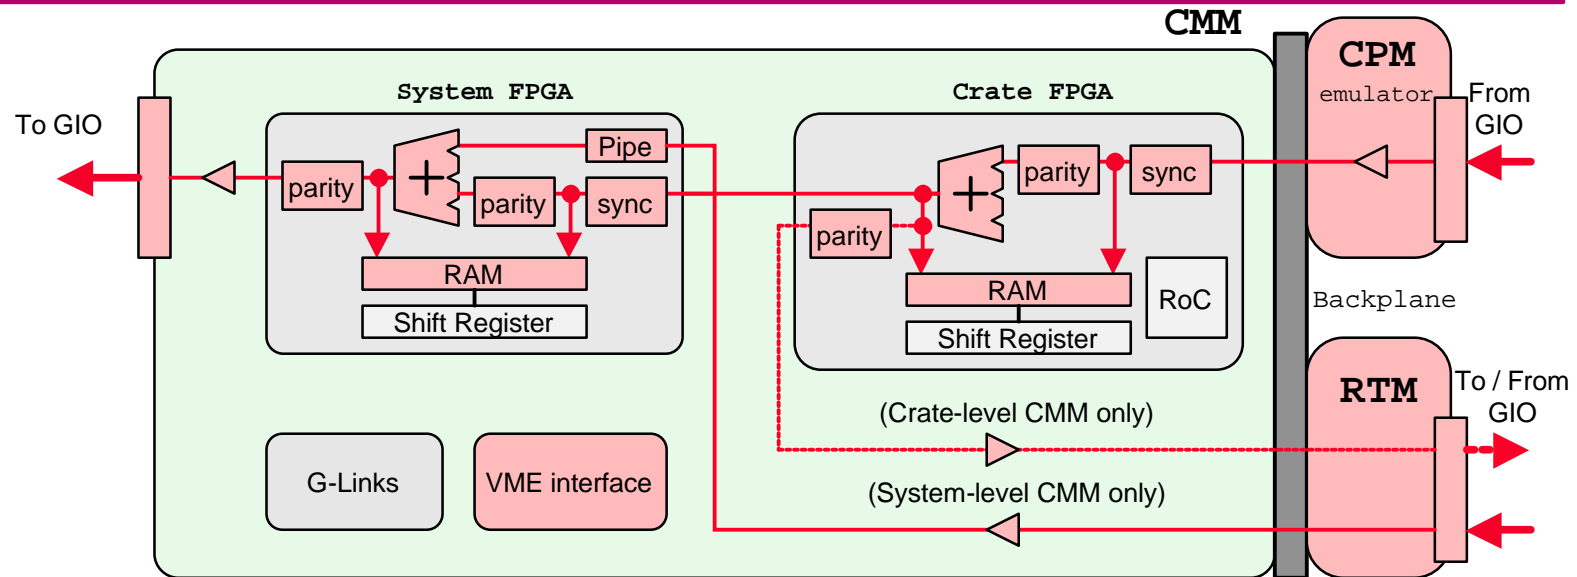 CMM
CPM
emulator
From
GIO
System FPGA
Crate FPGA
To GIO
Pipe
parity
+
parity
sync
+
parity
sync
parity
RAM
Shift Register
RAM
Shift Register
RoC
Backplane
RTM
To / From
GIO
(Crate-level CMM only)
(System-level CMM only)
G-Links
VME interface